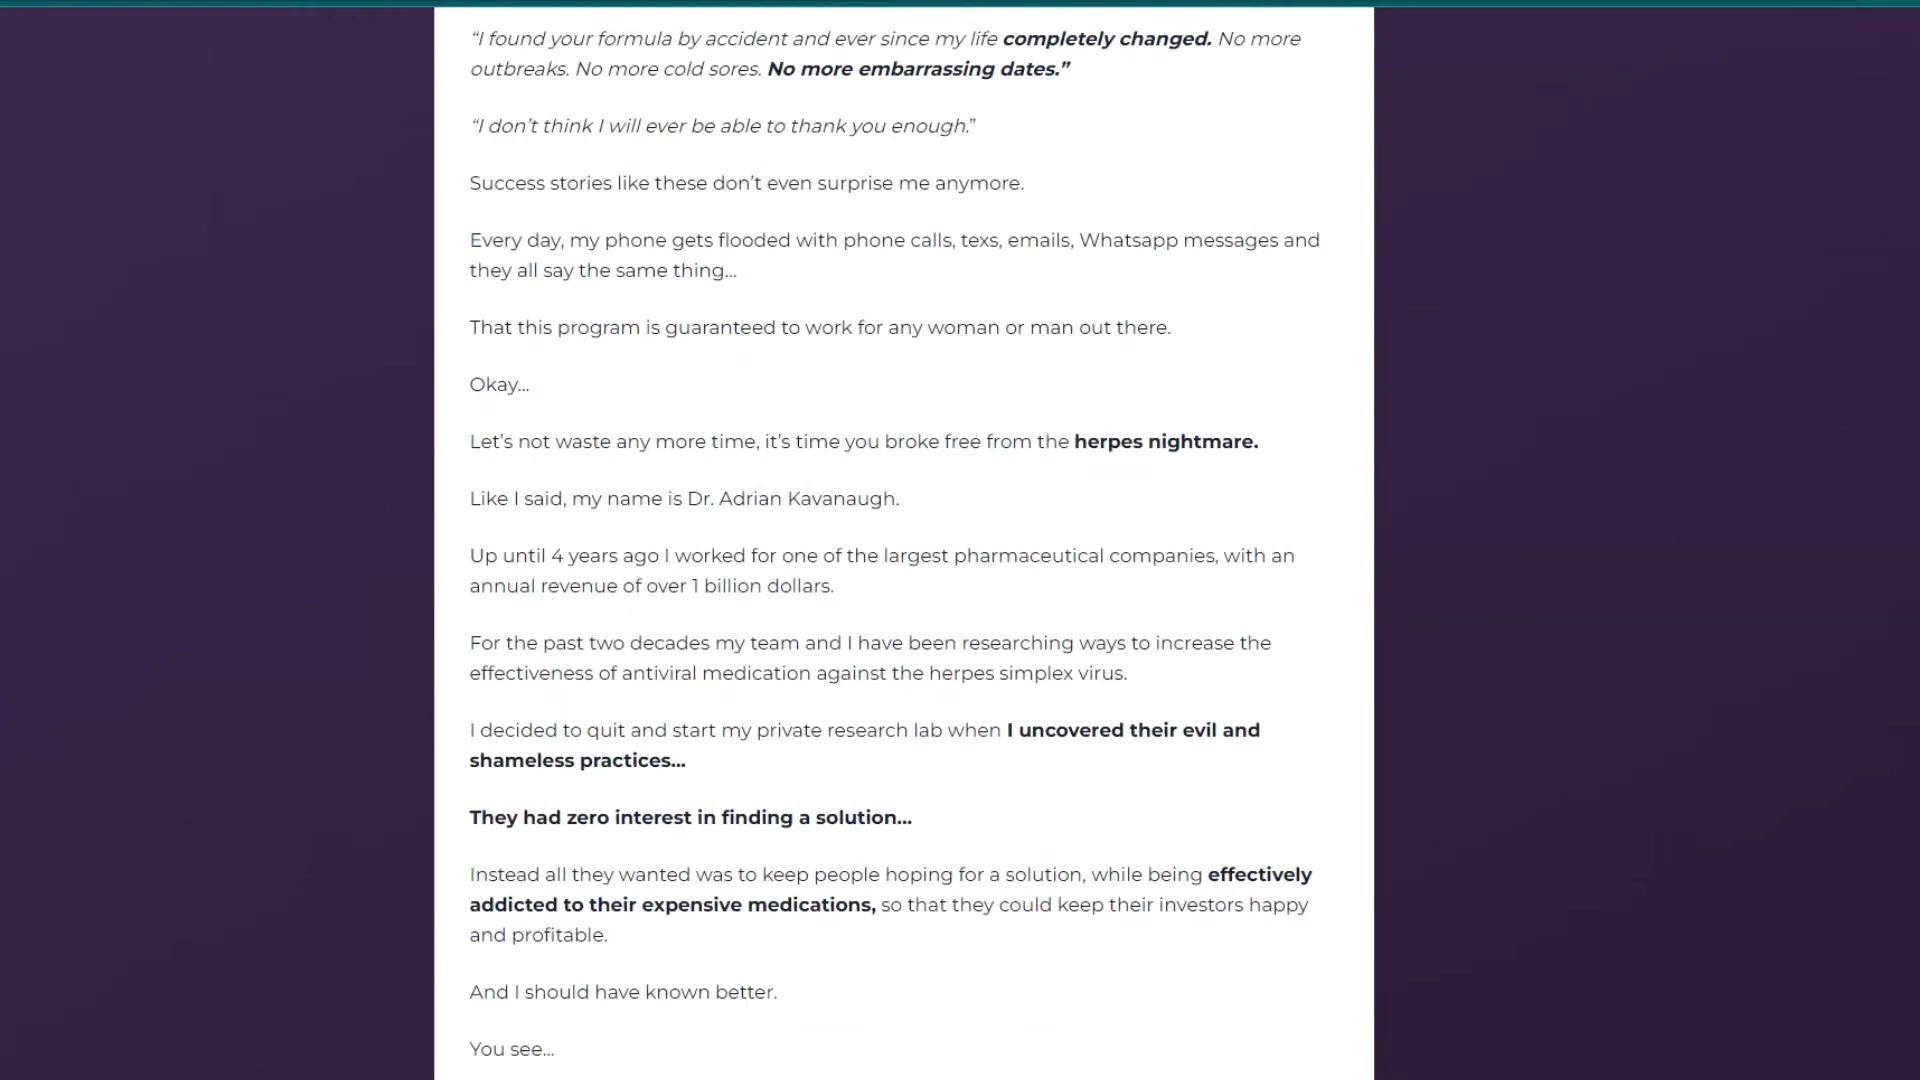 “I found your formula by accident and ever since my life completely changed. No more
outbreaks. No more cold sores. No more embarrassing dates.”
“I don’t think I will ever be able to thank you enough.”
Success stories like these don’t even surprise me anymore.
Every day, my phone gets flooded with phone calls, texs, emails, Whatsapp messages and
they all say the same thing…
That this program is guaranteed to work for any woman or man out there.
Okay…
Let’s not waste any more time, it’s time you broke free from the herpes nightmare.
Like I said, my name is Dr. Adrian Kavanaugh.
Up until 4 years ago I worked for one of the largest pharmaceutical companies, with an
annual revenue of over 1 billion dollars.
For the past two decades my team and I have been researching ways to increase the
effectiveness of antiviral medication against the herpes simplex virus.
I decided to quit and start my private research lab when I uncovered their evil and
shameless practices…
They had zero interest in finding a solution…
Instead all they wanted was to keep people hoping for a solution, while being effectively
addicted to their expensive medications, so that they could keep their investors happy
and profitable.
And I should have known better.
You see…